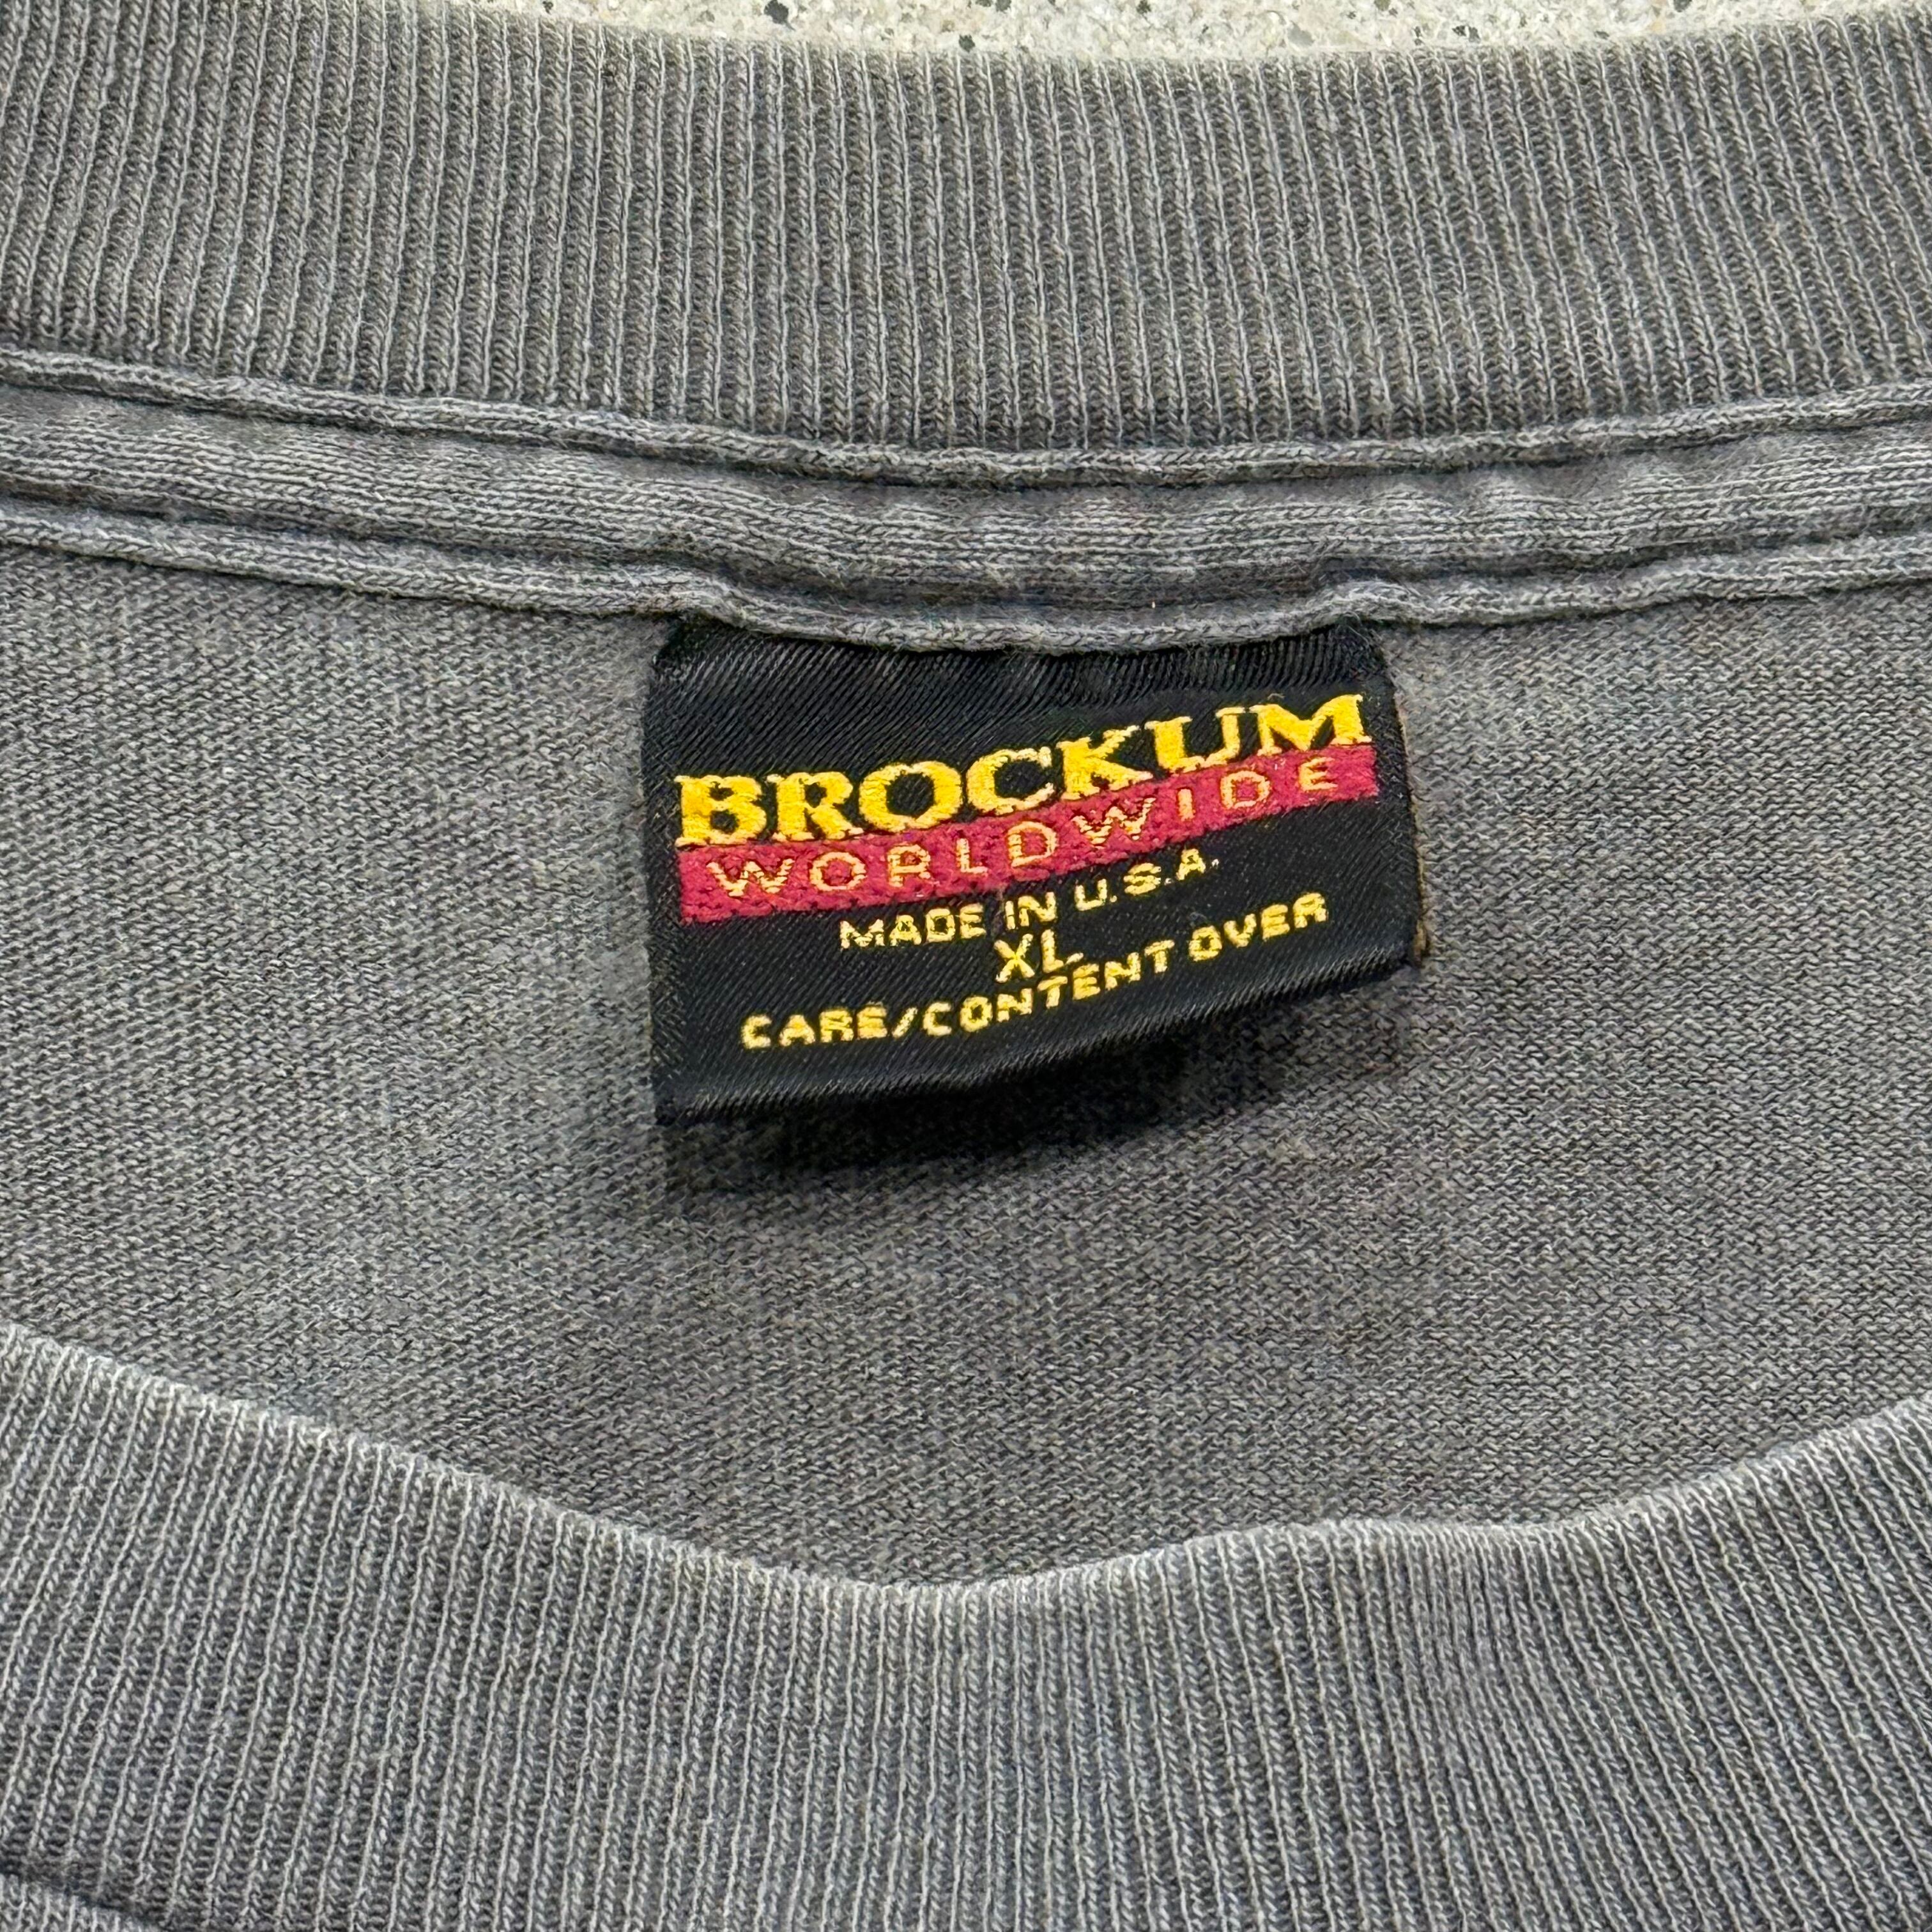 BROCKUM
WORLDWIDE
MADE IN U.S.A.
XL
CARE/CONTENT OVER